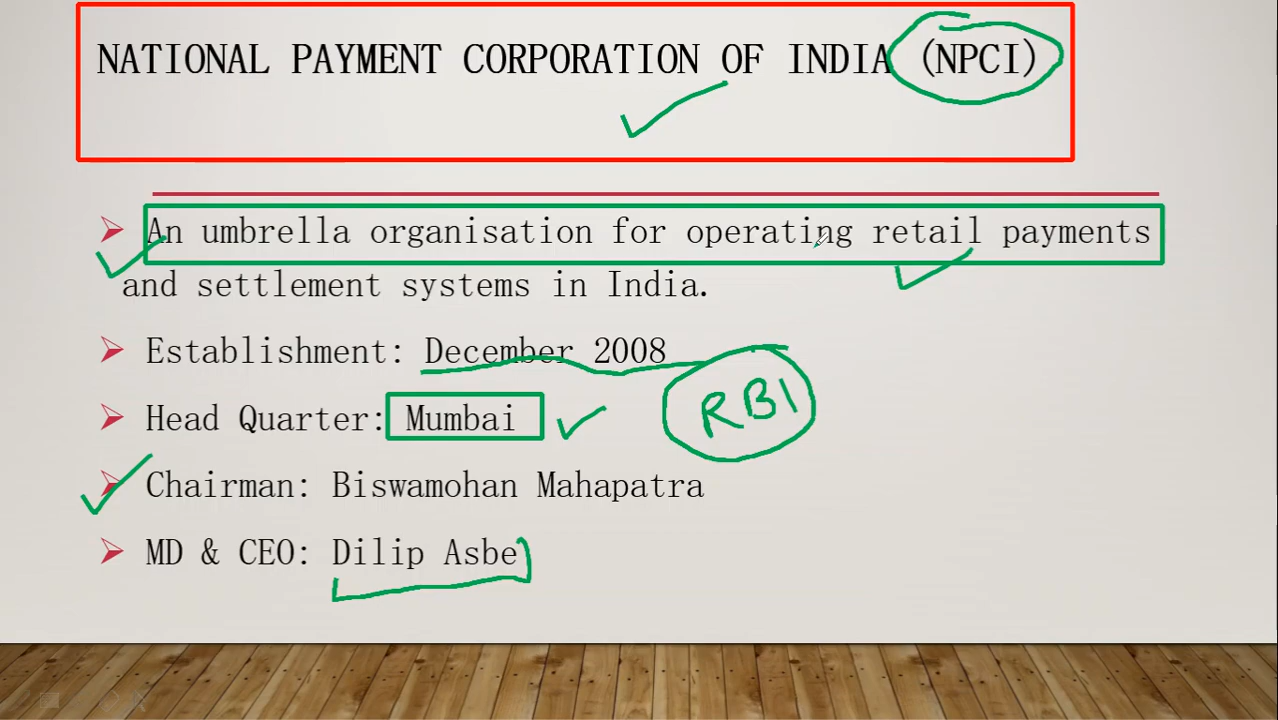 NATIONAL PAYMENT CORPORATION OF INDIA (NPCI)
An umbrella organisation for operating retail payments
and settlement systems in India.
Establishment: December 2008
RBI
Head Quarter: Mumbai
Chairman: Biswamohan Mahapatra
MD & CEO: Dilip Asbe